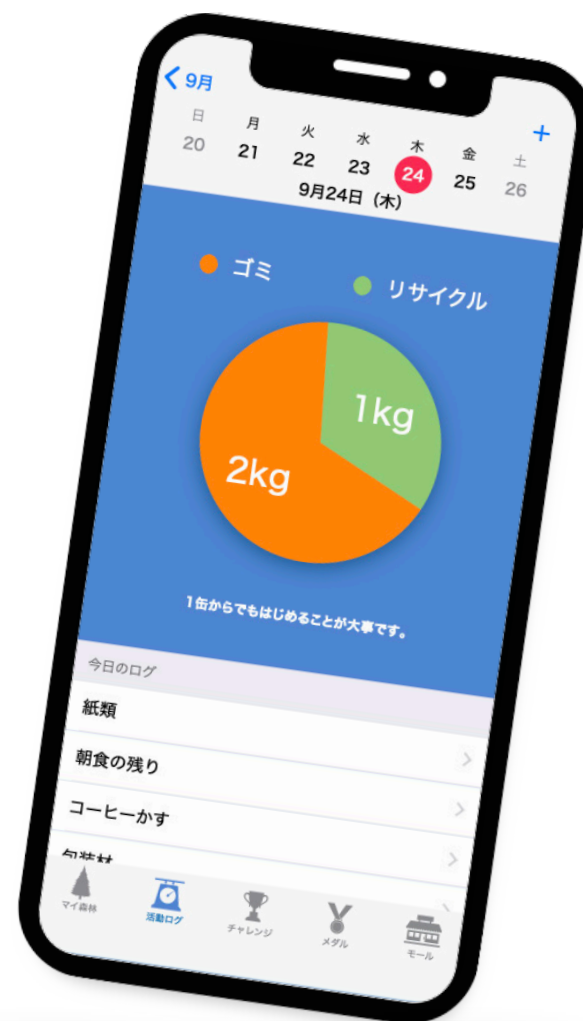 9月
日 月 火 水 木 金 土
20 21 22 23 24 25 26
9月24日（木）
ゴミ リサイクル
1kg
2kg
1缶からでもはじめることが大事です。
今日のログ
紙類
朝食の残り
コーヒーかす
包装材
マイ森林 活動ログ チャレンジ メダル モール